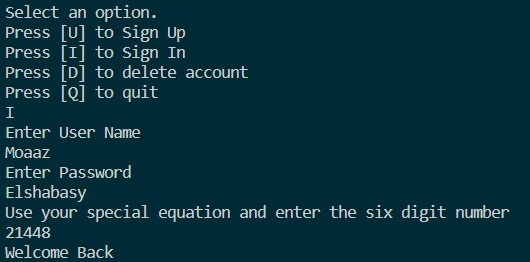 Select an option.
Press [U] to Sign Up
Press [I] to Sign In
Press [D] to delete account
Press [Q] to quit
I
Enter User Name
Moaaz
Enter Password
Elshabasy
Use your special equation and enter the six digit number
21448
Welcome Back